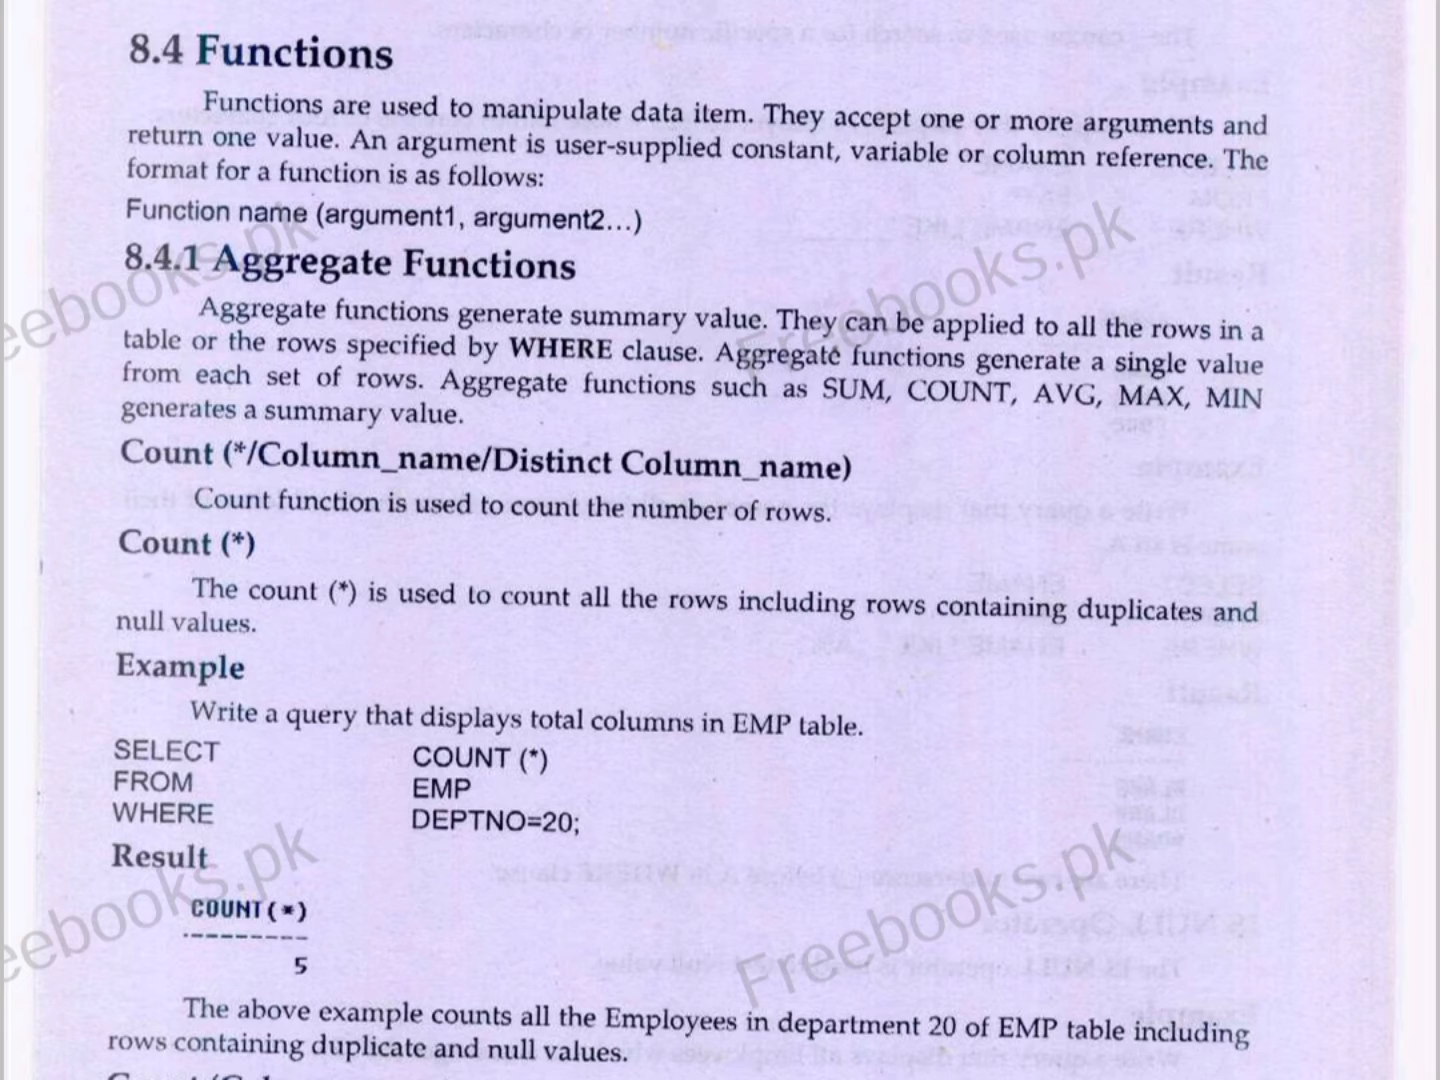 8.4 Functions
Functions are used to manipulate data item. They accept one or more arguments and
return one value. An argument is user-supplied constant, variable or column reference. The
format for a function is as follows:
Function name (argument1, argument2...)
8.4.1 Aggregate Functions
Aggregate functions generate summary value. They can be applied to all the rows in a
table or the rows specified by WHERE clause. Aggregate functions generate a single value
from each set of rows. Aggregate functions such as SUM, COUNT, AVG, MAX, MIN
generates a summary value.
Count (*/Column_name/Distinct Column_name)
Count function is used to count the number of rows.
Count (*)
The count (*) is used to count all the rows including rows containing duplicates and
null values.
Example
Write a query that displays total columns in EMP table.
SELECT COUNT (*)
FROM EMP
WHERE DEPTNO=20;
Result
COUNT(*)
---------
5
The above example counts all the Employees in department 20 of EMP table including
rows containing duplicate and null values.
eebooks.pk
Freebooks.pk
eebooks.pk
Freebooks.pk